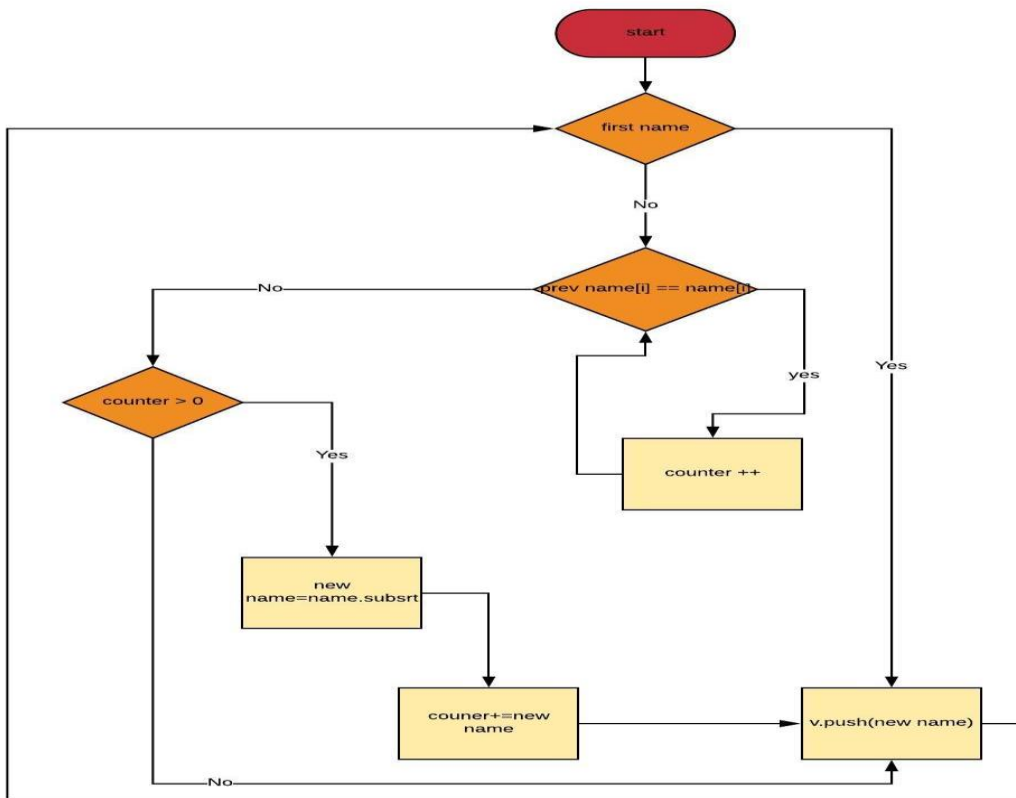 start
first name
No
prev name[i] == name[i]
No
yes
Yes
counter > 0
Yes
counter ++
new
name=name.subsrt
couner+=new
name
v.push(new name)
No